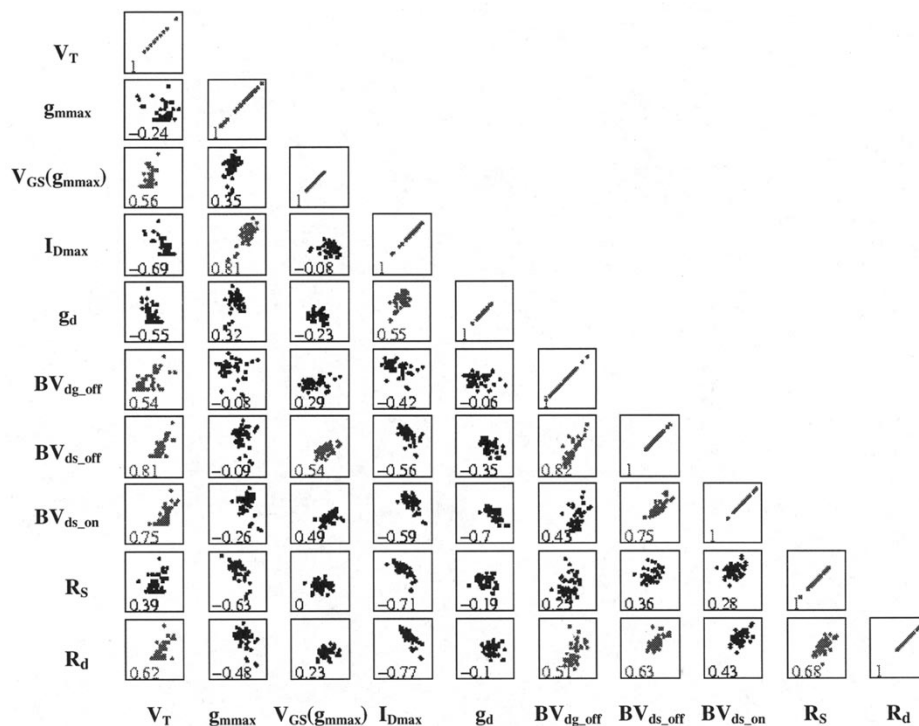 V_T 1
g_mmax −0.24 1
V_GS(g_mmax) 0.56 0.35 1
I_Dmax −0.69 0.81 −0.08 1
g_d −0.55 0.32 −0.23 0.55 1
BV_dg_off 0.54 −0.08 0.29 −0.42 −0.06 1
BV_ds_off 0.81 −0.09 0.54 −0.56 −0.35 0.82 1
BV_ds_on 0.75 −0.26 0.49 −0.59 −0.7 0.43 0.75 1
R_S 0.39 −0.63 0 −0.71 −0.19 0.25 0.36 0.28 1
R_d 0.62 −0.48 0.23 −0.77 −0.1 0.51 0.63 0.43 0.68 1
V_T g_mmax V_GS(g_mmax) I_Dmax g_d BV_dg_off BV_ds_off BV_ds_on R_S R_d